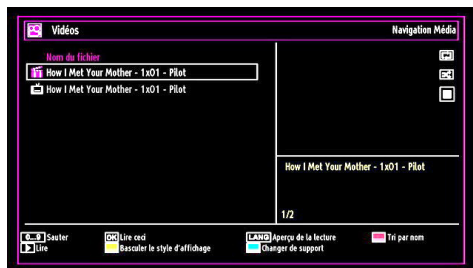 Vidéos
Navigation Média
Nom du fichier
How I Met Your Mother - 1x01 - Pilot
How I Met Your Mother - 1x01 - Pilot
How I Met Your Mother - 1x01 - Pilot
1/2
0...9 Sauter
OK Lire ceci
LANG Aperçu de la lecture
Tri par nom
Lire
Basculer le style d'affichage
Changer de support